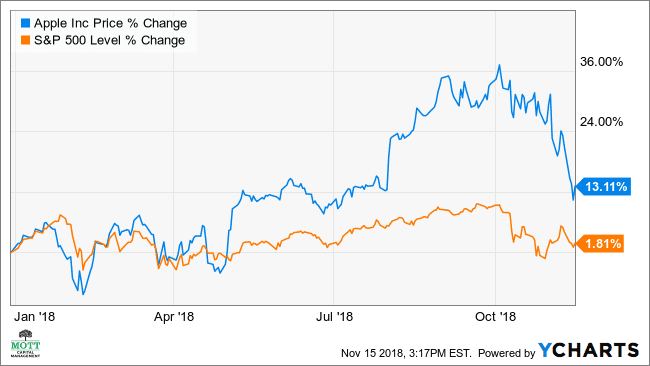 Apple Inc Price % Change
S&P 500 Level % Change
36.00%
24.00%
13.11%
1.81%
Jan '18
Apr '18
Jul '18
Oct '18
MOTT
CAPITAL
MANAGEMENT
Nov 15 2018, 3:17PM EST. Powered by YCHARTS